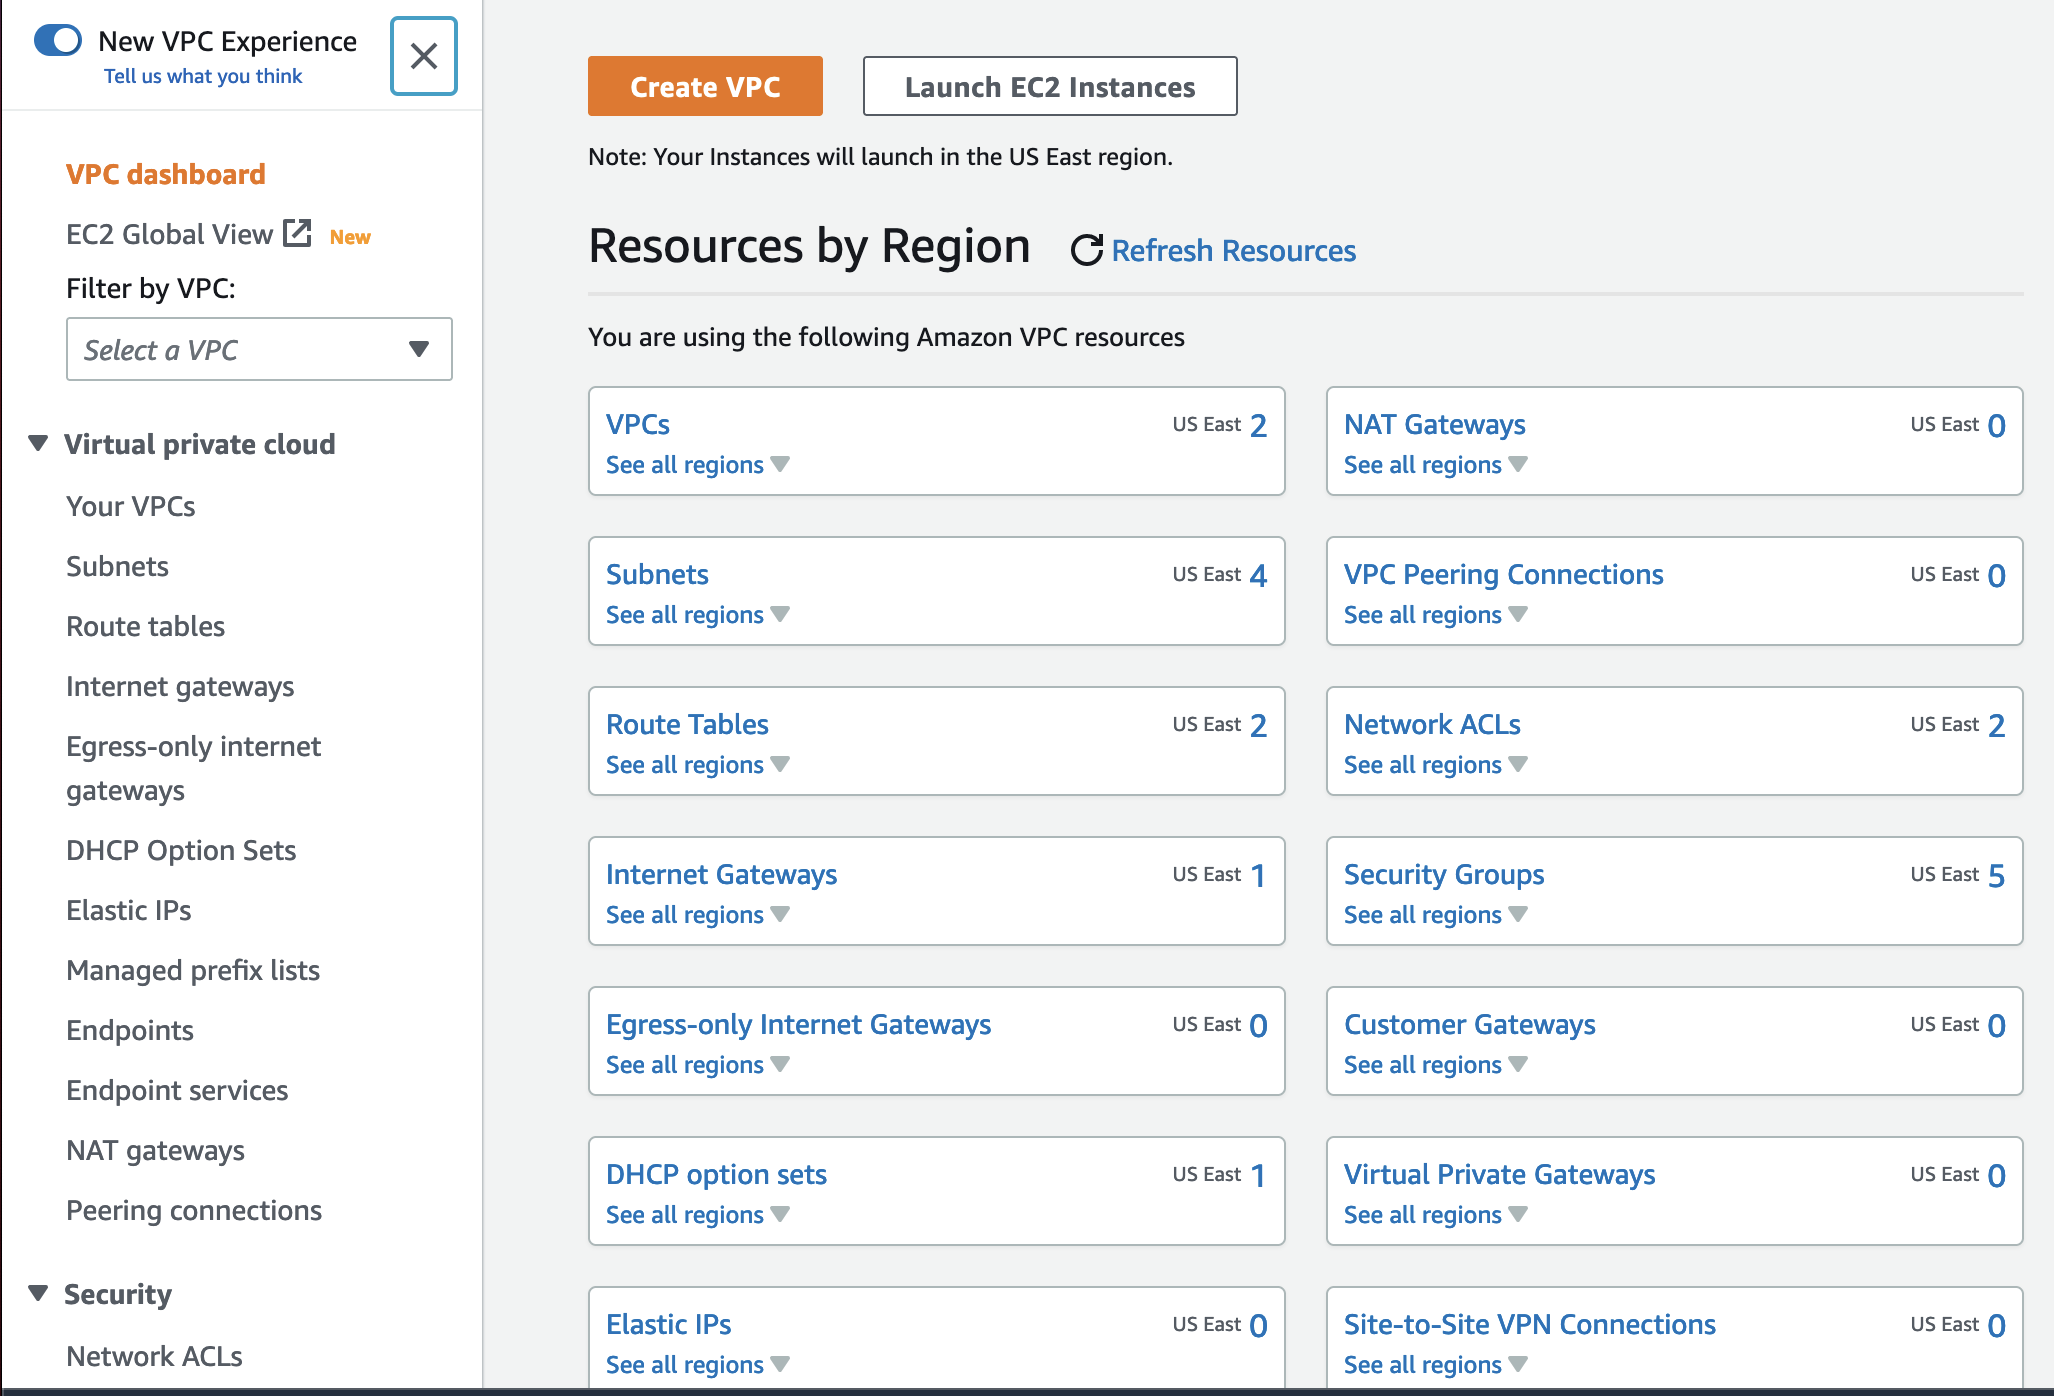 New VPC Experience
Tell us what you think
VPC dashboard
EC2 Global View New
Filter by VPC:
Select a VPC
Virtual private cloud
Your VPCs
Subnets
Route tables
Internet gateways
Egress-only internet
gateways
DHCP Option Sets
Elastic IPs
Managed prefix lists
Endpoints
Endpoint services
NAT gateways
Peering connections
Security
Network ACLs
Create VPC
Launch EC2 Instances
Note: Your Instances will launch in the US East region.
Resources by Region
Refresh Resources
You are using the following Amazon VPC resources
VPCs US East 2
See all regions
NAT Gateways US East 0
See all regions
Subnets US East 4
See all regions
VPC Peering Connections US East 0
See all regions
Route Tables US East 2
See all regions
Network ACLs US East 2
See all regions
Internet Gateways US East 1
See all regions
Security Groups US East 5
See all regions
Egress-only Internet Gateways US East 0
See all regions
Customer Gateways US East 0
See all regions
DHCP option sets US East 1
See all regions
Virtual Private Gateways US East 0
See all regions
Elastic IPs US East 0
See all regions
Site-to-Site VPN Connections US East 0
See all regions